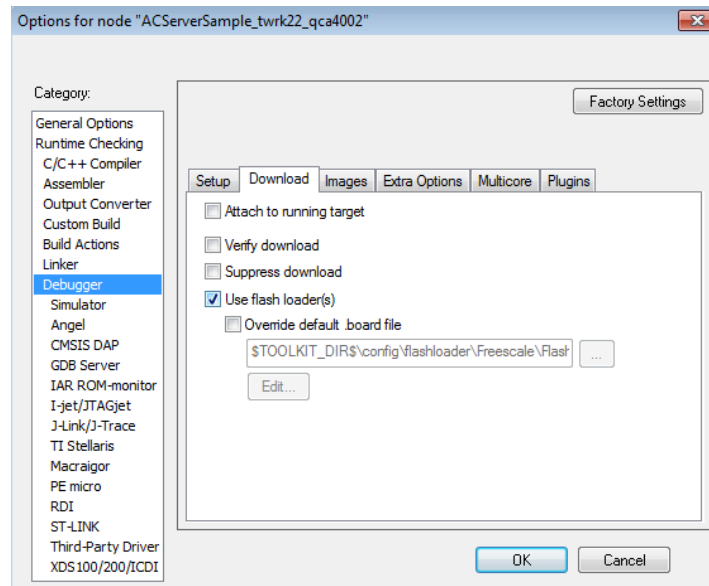 Options for node "ACServerSample_twrk22_qca4002"
Category:
Factory Settings
General Options
Runtime Checking
C/C++ Compiler
Assembler
Output Converter
Custom Build
Build Actions
Linker
Debugger
Simulator
Angel
CMSIS DAP
GDB Server
IAR ROM-monitor
I-jet/JTAGjet
J-Link/J-Trace
TI Stellaris
Macraigor
PE micro
RDI
ST-LINK
Third-Party Driver
XDS100/200/ICDI
Setup Download Images Extra Options Multicore Plugins
Attach to running target
Verify download
Suppress download
Use flash loader(s)
Override default .board file
$TOOLKIT_DIR$\config\flashloader\Freescale\Flash
...
Edit...
OK Cancel